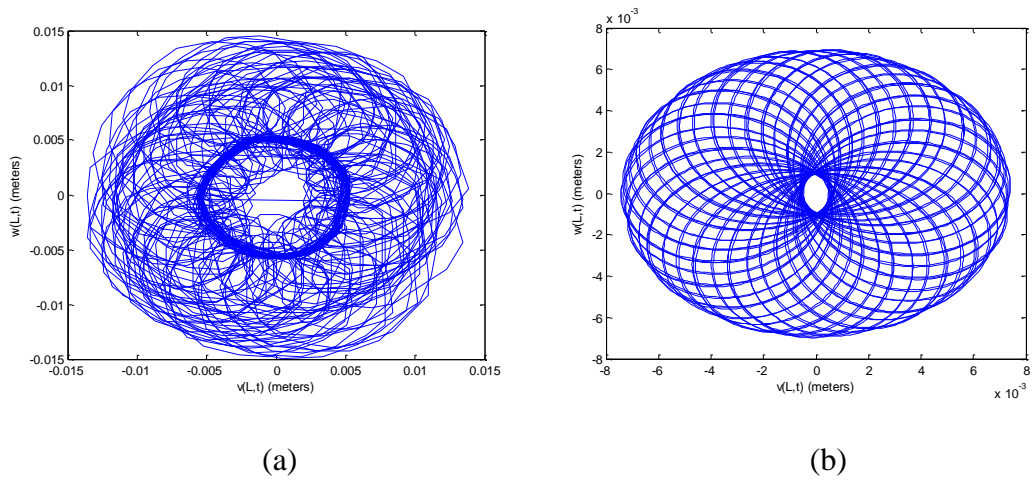 0.015
0.01
0.005
0
-0.005
-0.01
-0.015
w(L,t) (meters)
-0.015 -0.01 -0.005 0 0.005 0.01 0.015
v(L,t) (meters)
x 10⁻³
8
6
4
2
0
-2
-4
-6
-8
w(L,t) (meters)
-8 -6 -4 -2 0 2 4 6 8
v(L,t) (meters)
x 10⁻³
(a)
(b)